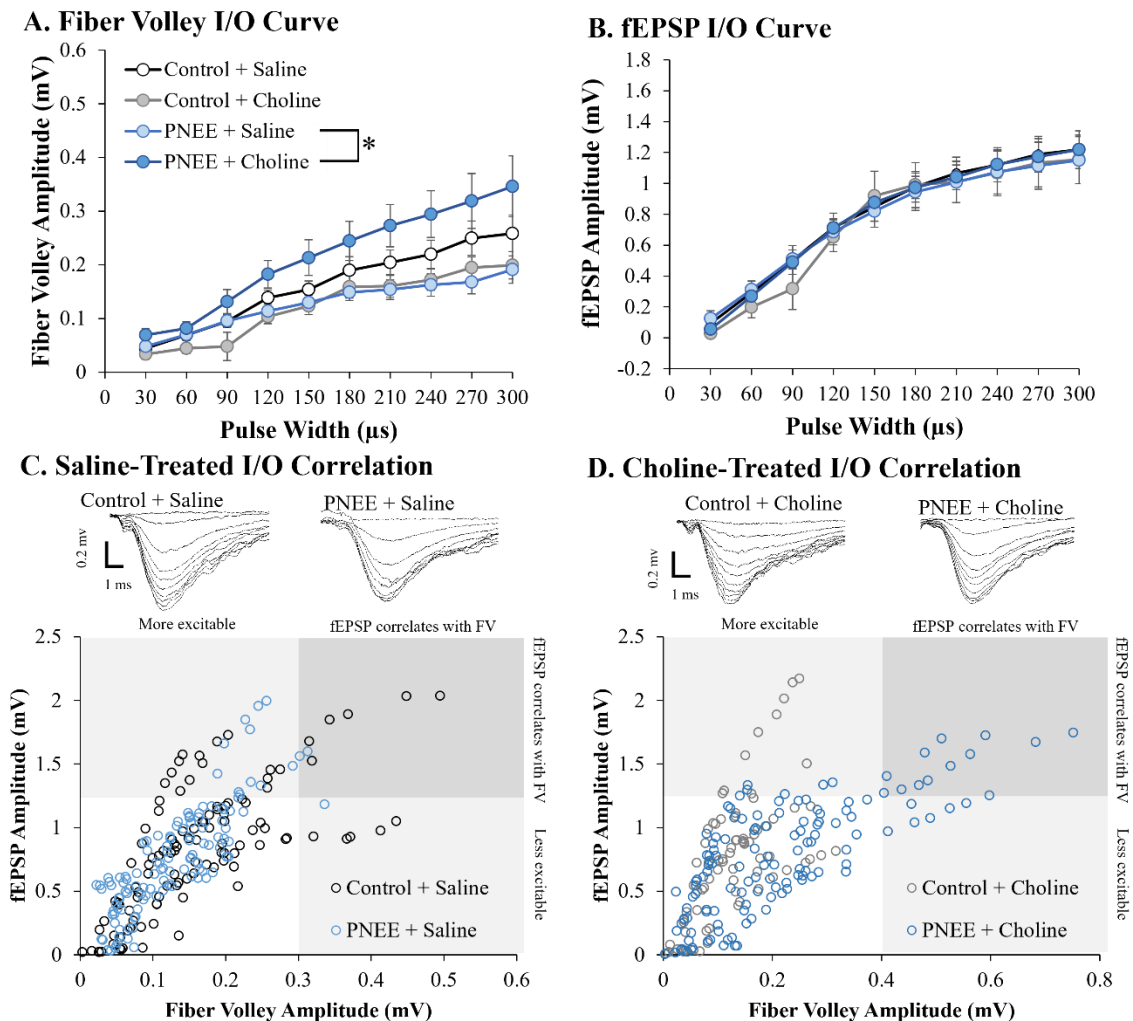 A. Fiber Volley I/O Curve
Fiber Volley Amplitude (mV)
0.6
0.5
0.4
0.3
0.2
0.1
0
Control + Saline
Control + Choline
PNEE + Saline
PNEE + Choline
*
0 30 60 90 120 150 180 210 240 270 300
Pulse Width (µs)
B. fEPSP I/O Curve
fEPSP Amplitude (mV)
1.8
1.6
1.4
1.2
1
0.8
0.6
0.4
0.2
0
-0.2
0 30 60 90 120 150 180 210 240 270 300
Pulse Width (µs)
C. Saline-Treated I/O Correlation
Control + Saline
PNEE + Saline
0.2 mv
1 ms
More excitable
fEPSP correlates with FV
fEPSP Amplitude (mV)
2.5
2
1.5
1
0.5
0
fEPSP correlates with FV
Less excitable
Control + Saline
PNEE + Saline
0 0.1 0.2 0.3 0.4 0.5 0.6
Fiber Volley Amplitude (mV)
D. Choline-Treated I/O Correlation
Control + Choline
PNEE + Choline
0.2 mV
1 ms
More excitable
fEPSP correlates with FV
fEPSP Amplitude (mV)
2.5
2
1.5
1
0.5
0
fEPSP correlates with FV
Less excitable
Control + Choline
PNEE + Choline
0 0.2 0.4 0.6 0.8
Fiber Volley Amplitude (mV)